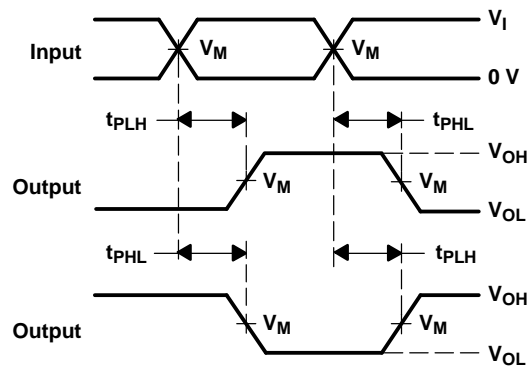 V_I
Input V_M V_M
0 V
t_PLH t_PHL
V_OH
Output V_M V_M
V_OL
t_PHL t_PLH
V_OH
Output V_M V_M
V_OL